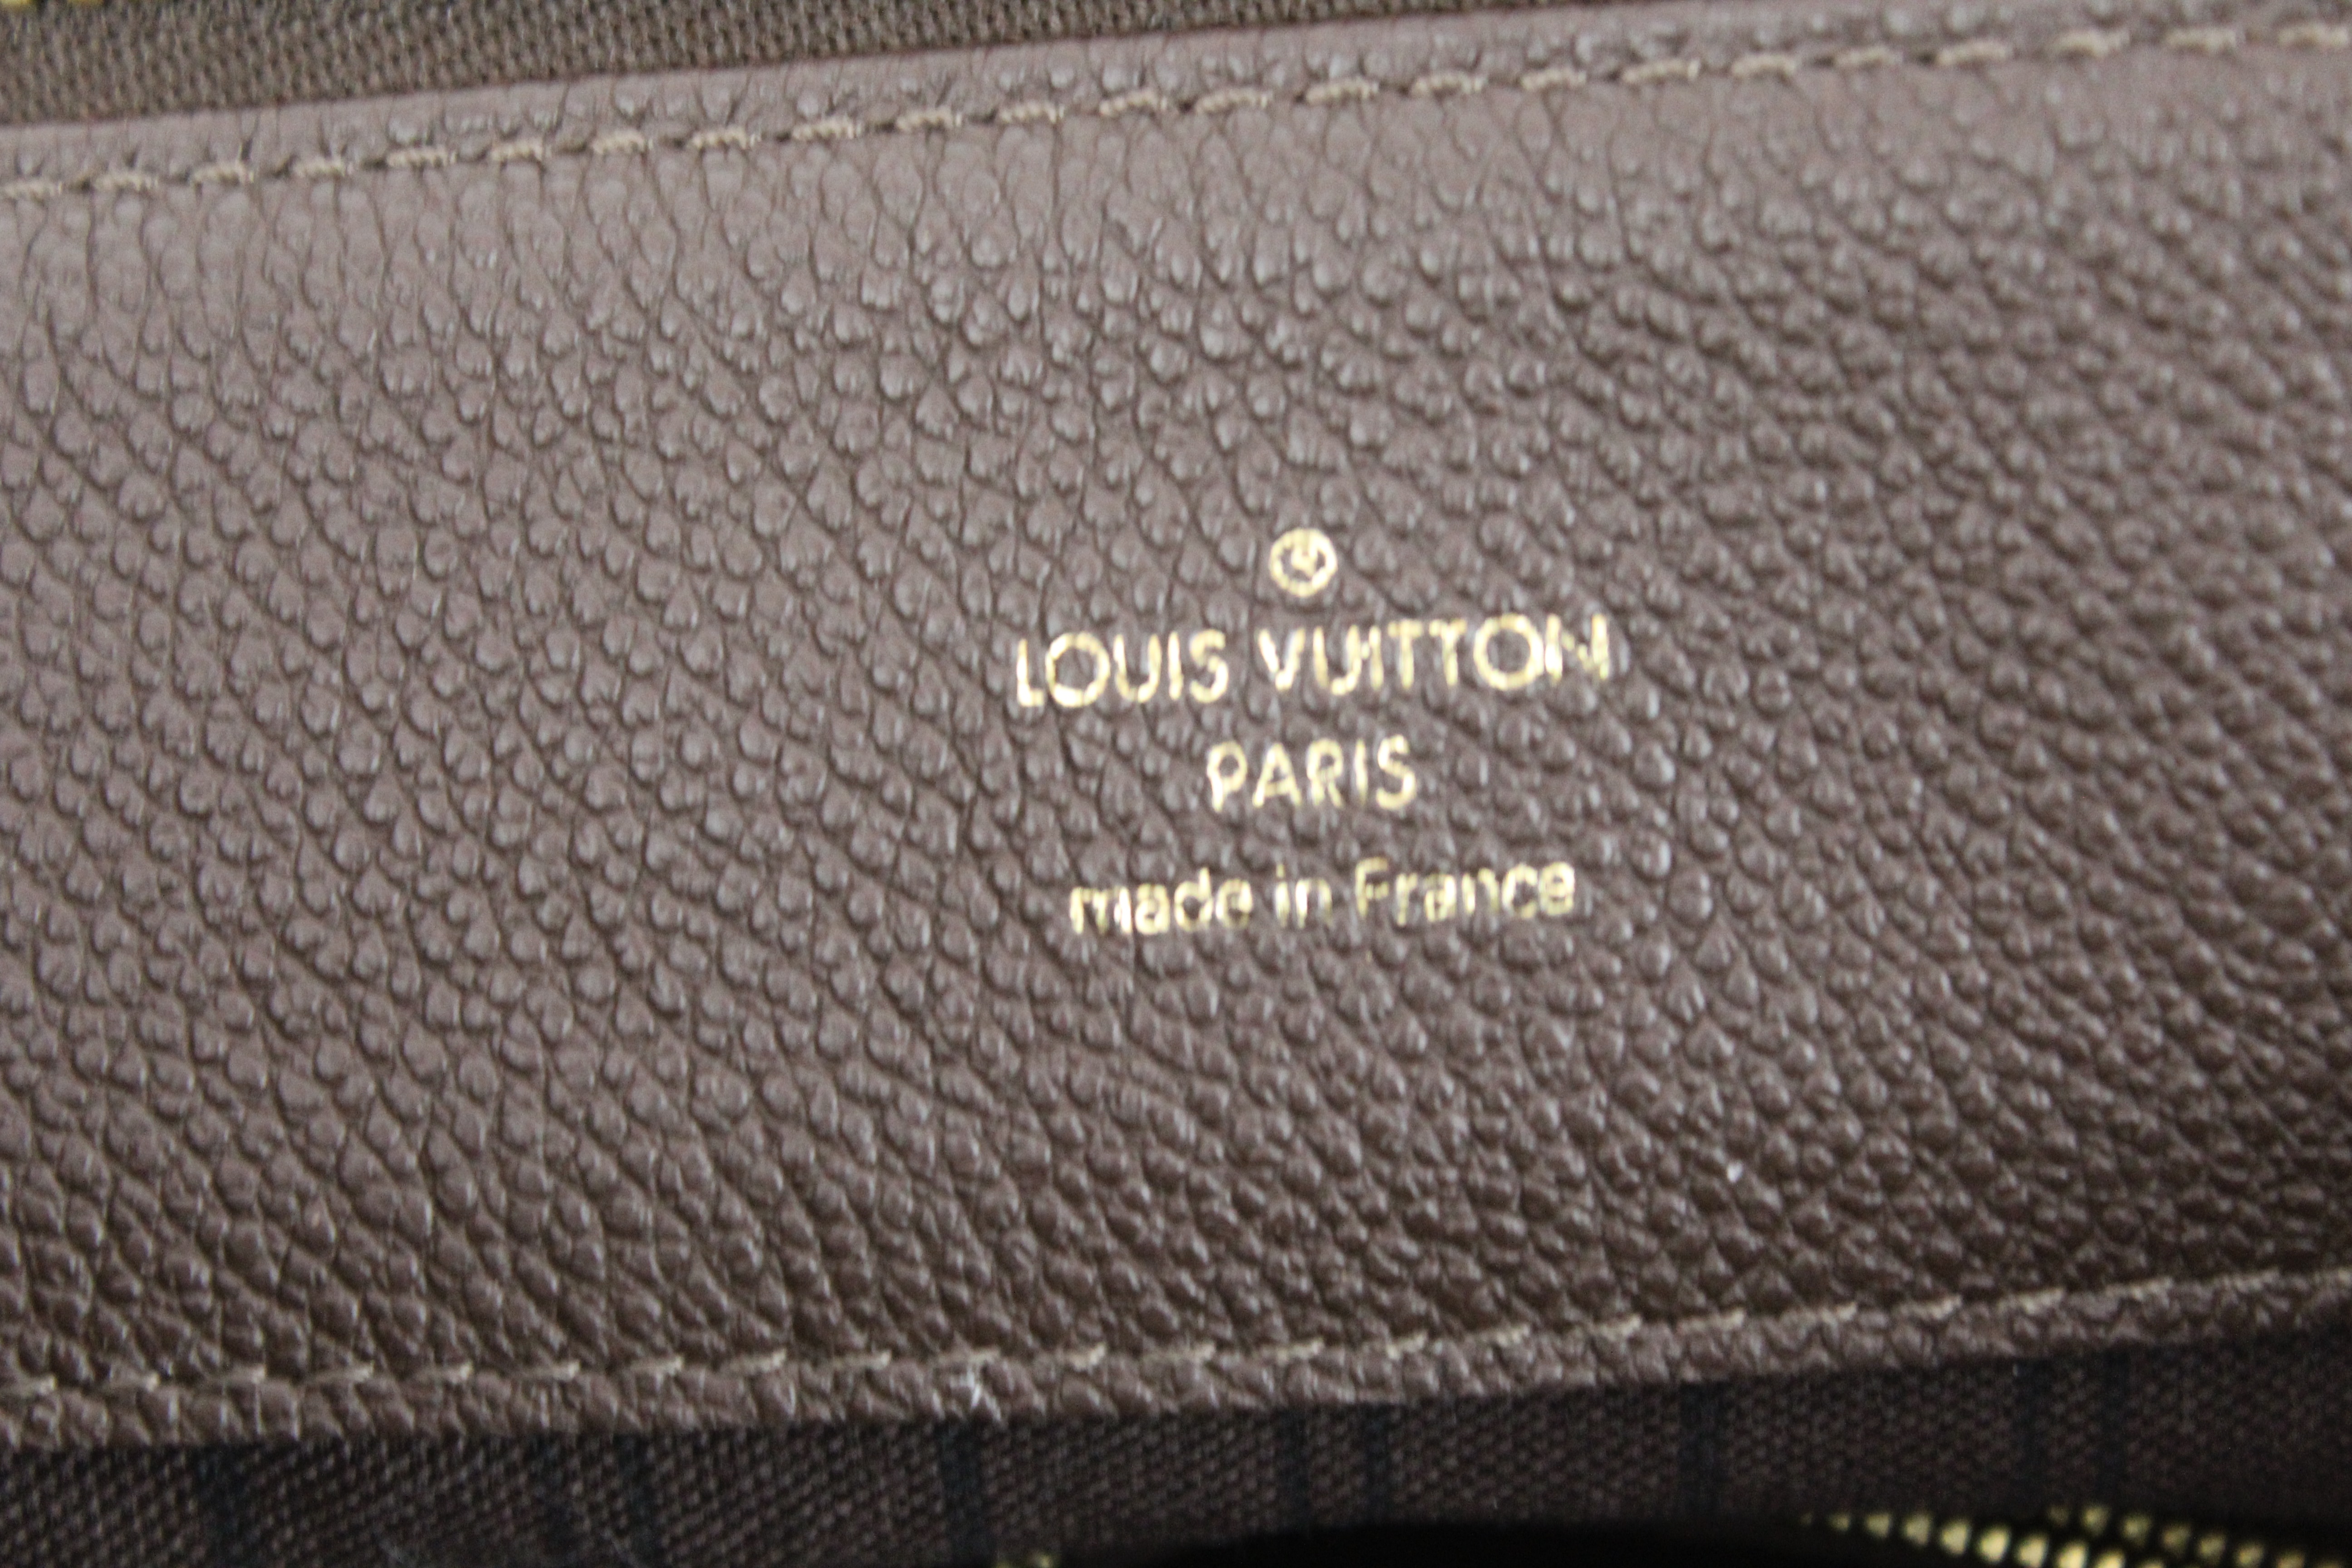 ®
LOUIS VUITTON
PARIS
made in France